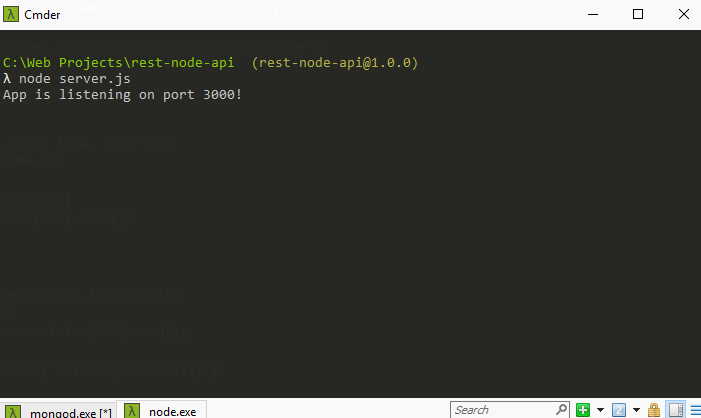 Cmder
C:\Web Projects\rest-node-api (rest-node-api@1.0.0)
λ node server.js
App is listening on port 3000!
λ mongod.exe [*]
λ node.exe
Search